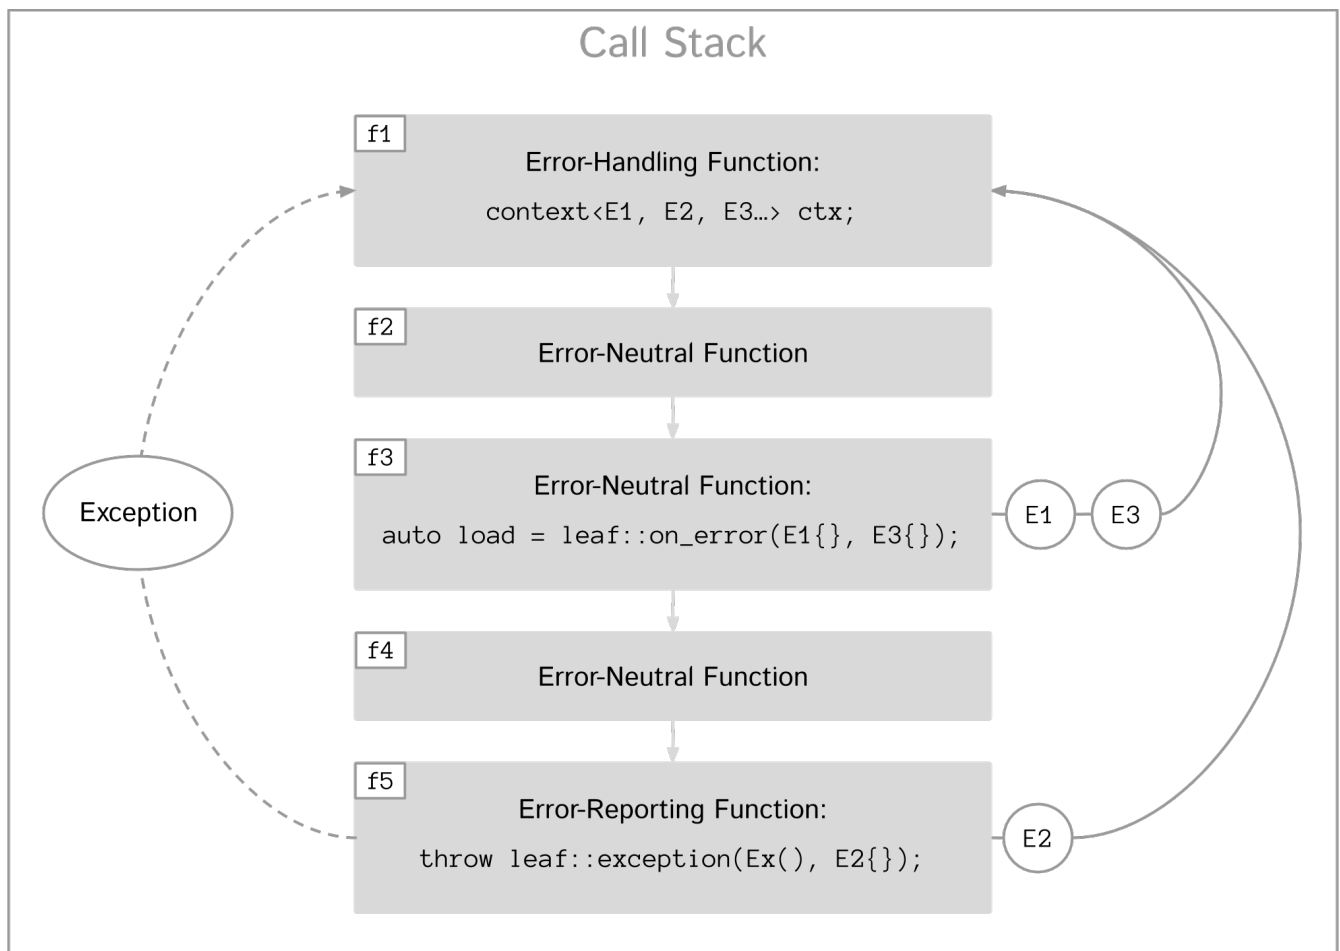 Call Stack
f1
Error-Handling Function:
context<E1, E2, E3…> ctx;
f2
Error-Neutral Function
f3
Error-Neutral Function:
auto load = leaf::on_error(E1{}, E3{});
E1
E3
Exception
f4
Error-Neutral Function
f5
Error-Reporting Function:
throw leaf::exception(Ex(), E2{});
E2